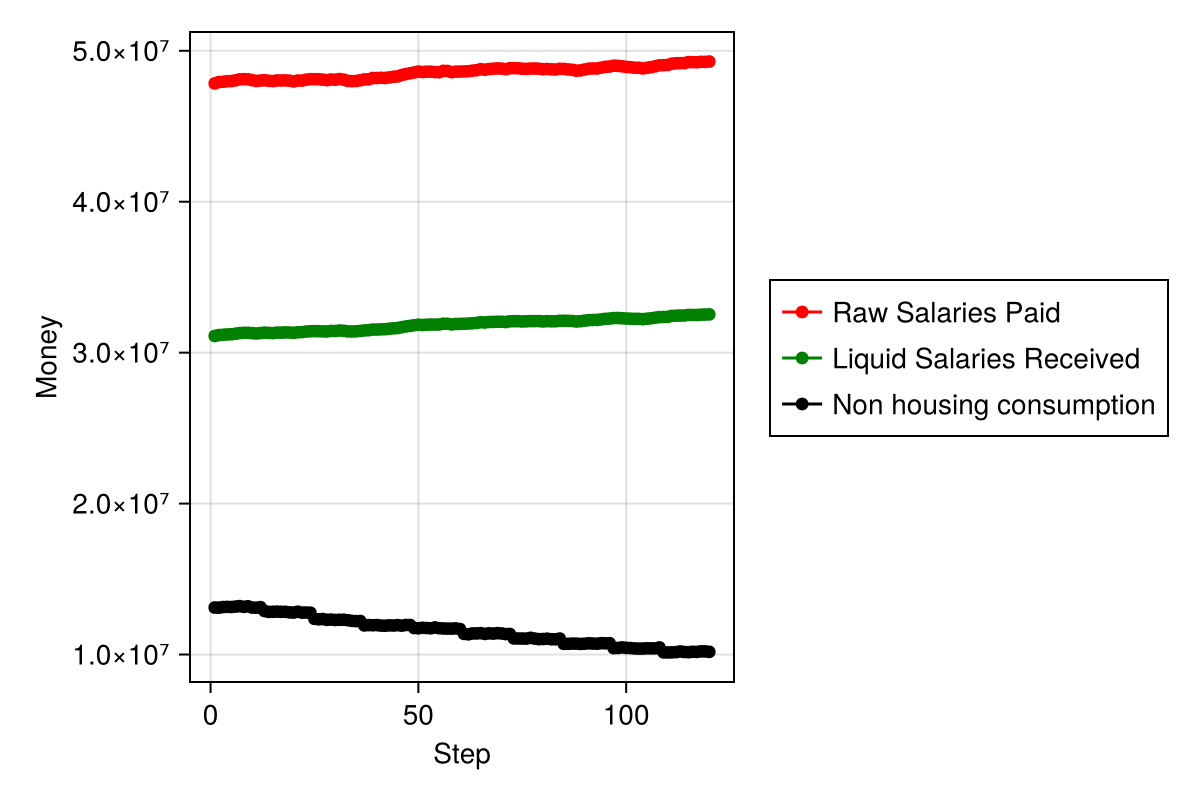 5.0×10⁷
4.0×10⁷
3.0×10⁷
2.0×10⁷
1.0×10⁷
Money
0 50 100
Step
Raw Salaries Paid
Liquid Salaries Received
Non housing consumption